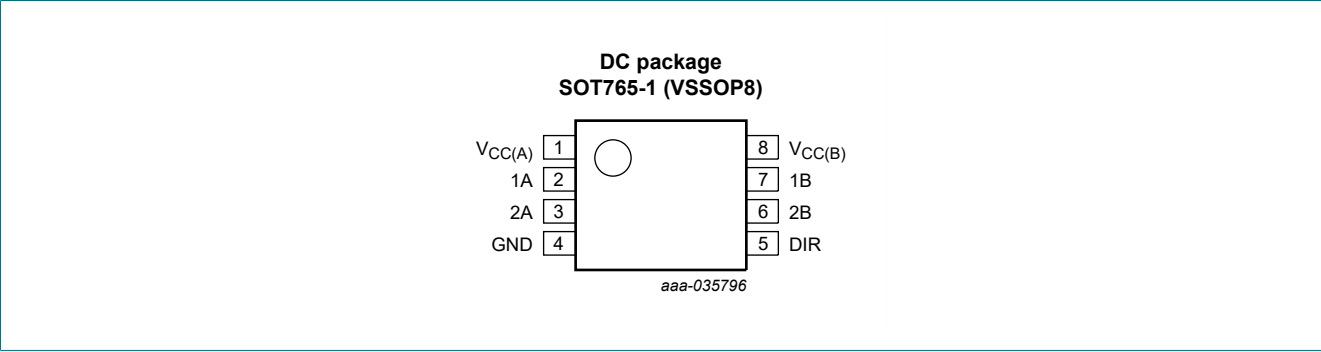 DC package
SOT765-1 (VSSOP8)
VCC(A) 1 8 VCC(B)
1A 2 7 1B
2A 3 6 2B
GND 4 5 DIR
aaa-035796